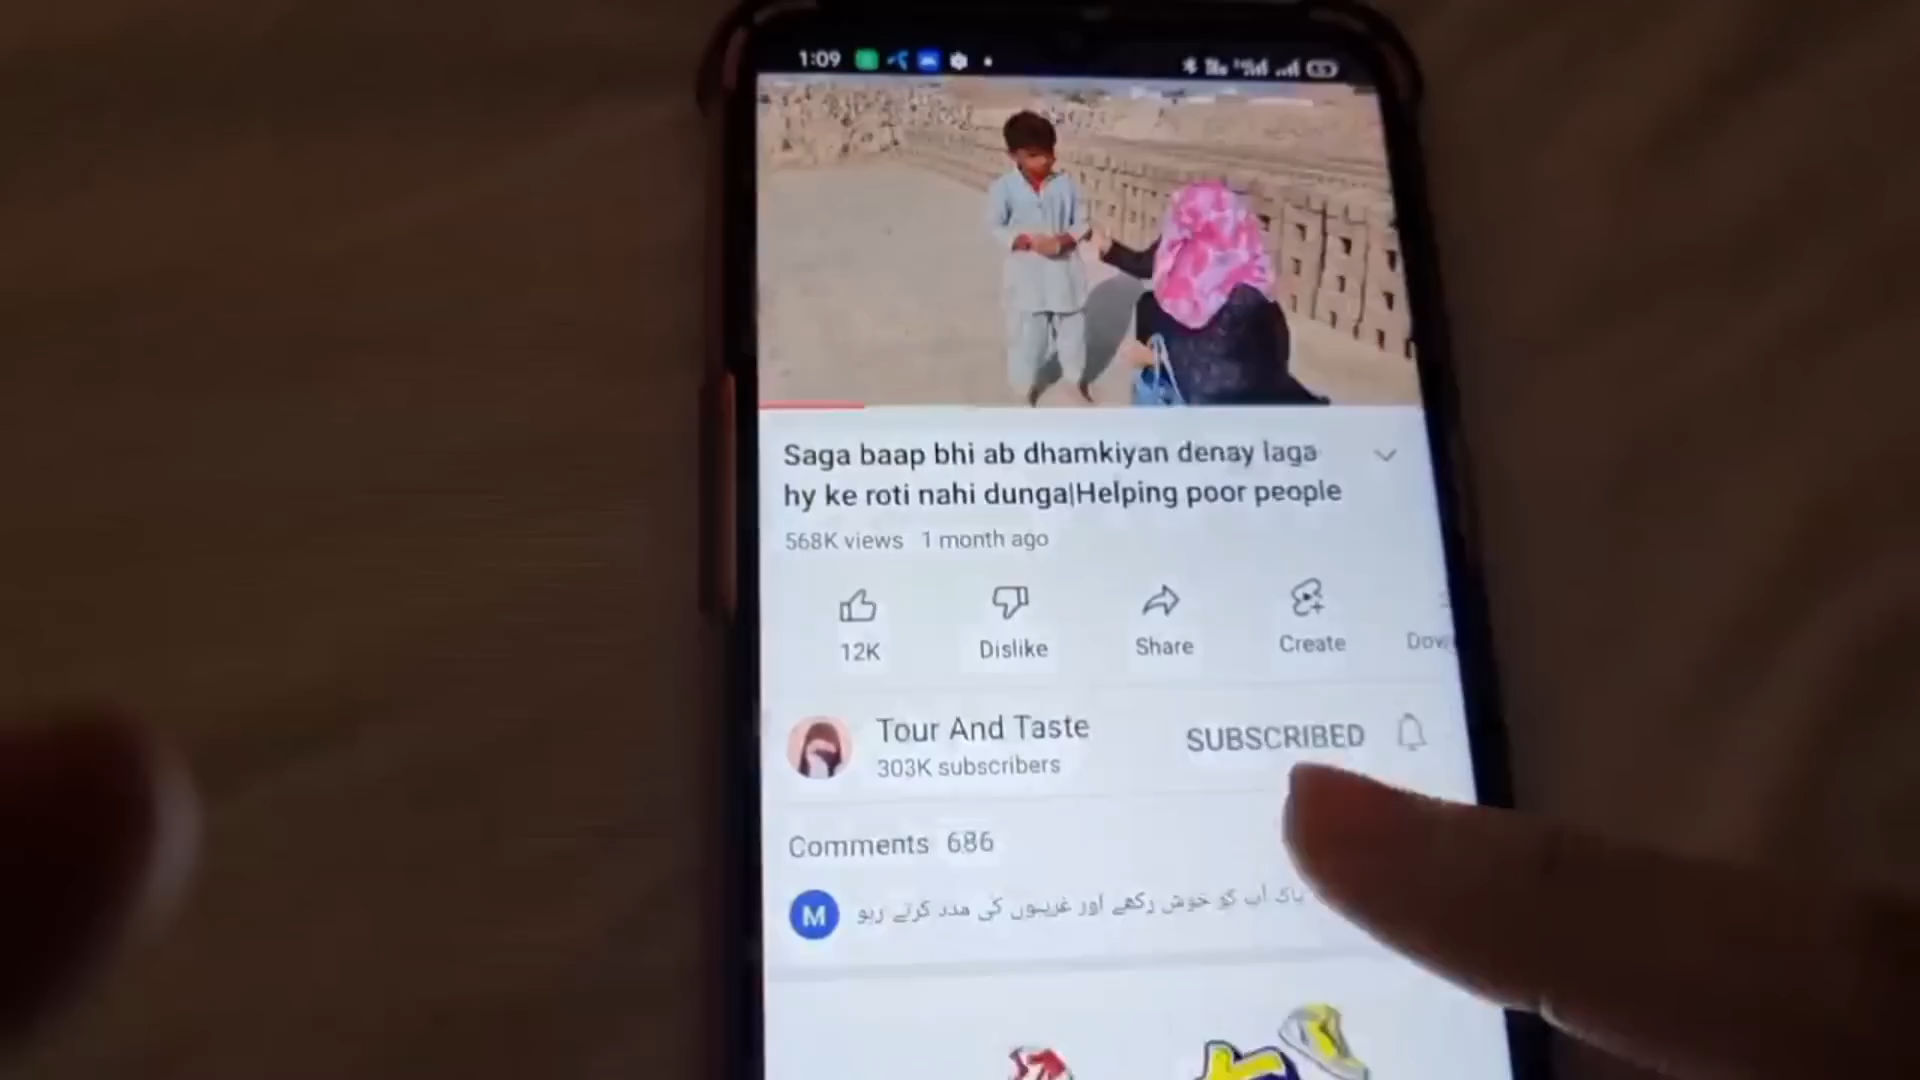 1:09
Saga baap bhi ab dhamkiyan denay laga
hy ke roti nahi dunga|Helping poor people
568K views 1 month ago
12K
Dislike
Share
Create
Tour And Taste
303K subscribers
SUBSCRIBED
Comments 686
M
پاک آپ کو خوش رکھے اور غریبوں کی مدد کرتے رہو